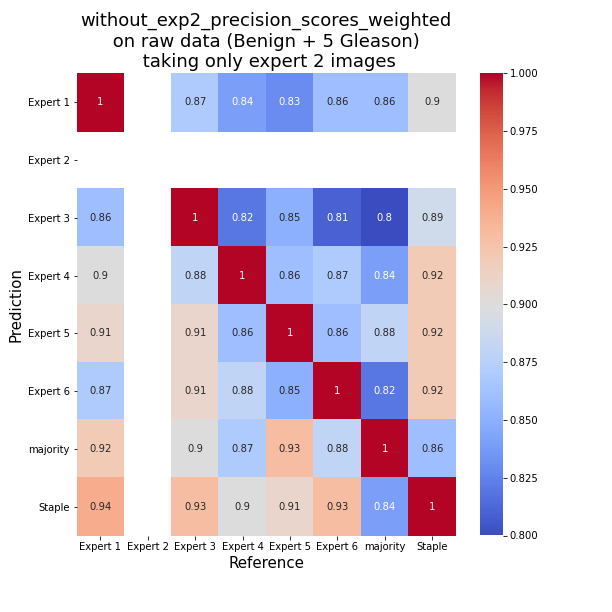 without_exp2_precision_scores_weighted
on raw data (Benign + 5 Gleason)
taking only expert 2 images
Expert 1 1 0.87 0.84 0.83 0.86 0.86 0.9
Expert 2
Expert 3 0.86 1 0.82 0.85 0.81 0.8 0.89
Expert 4 0.9 0.88 1 0.86 0.87 0.84 0.92
Expert 5 0.91 0.91 0.86 1 0.86 0.88 0.92
Expert 6 0.87 0.91 0.88 0.85 1 0.82 0.92
majority 0.92 0.9 0.87 0.93 0.88 1 0.86
Staple 0.94 0.93 0.9 0.91 0.93 0.84 1
Expert 1 Expert 2 Expert 3 Expert 4 Expert 5 Expert 6 majority Staple
Reference
Prediction
1.000
0.975
0.950
0.925
0.900
0.875
0.850
0.825
0.800